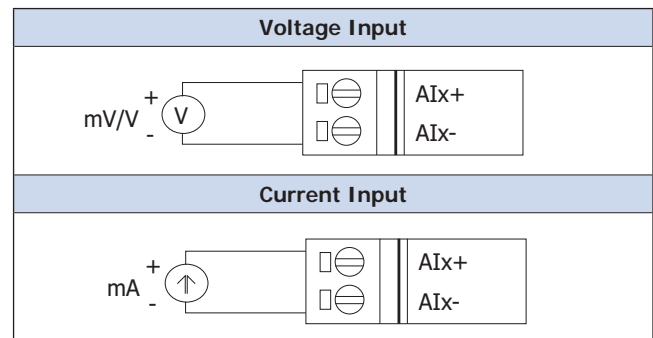 Voltage Input
+
mV/V
-
V
AIx+
AIx-
Current Input
+
mA
-
AIx+
AIx-